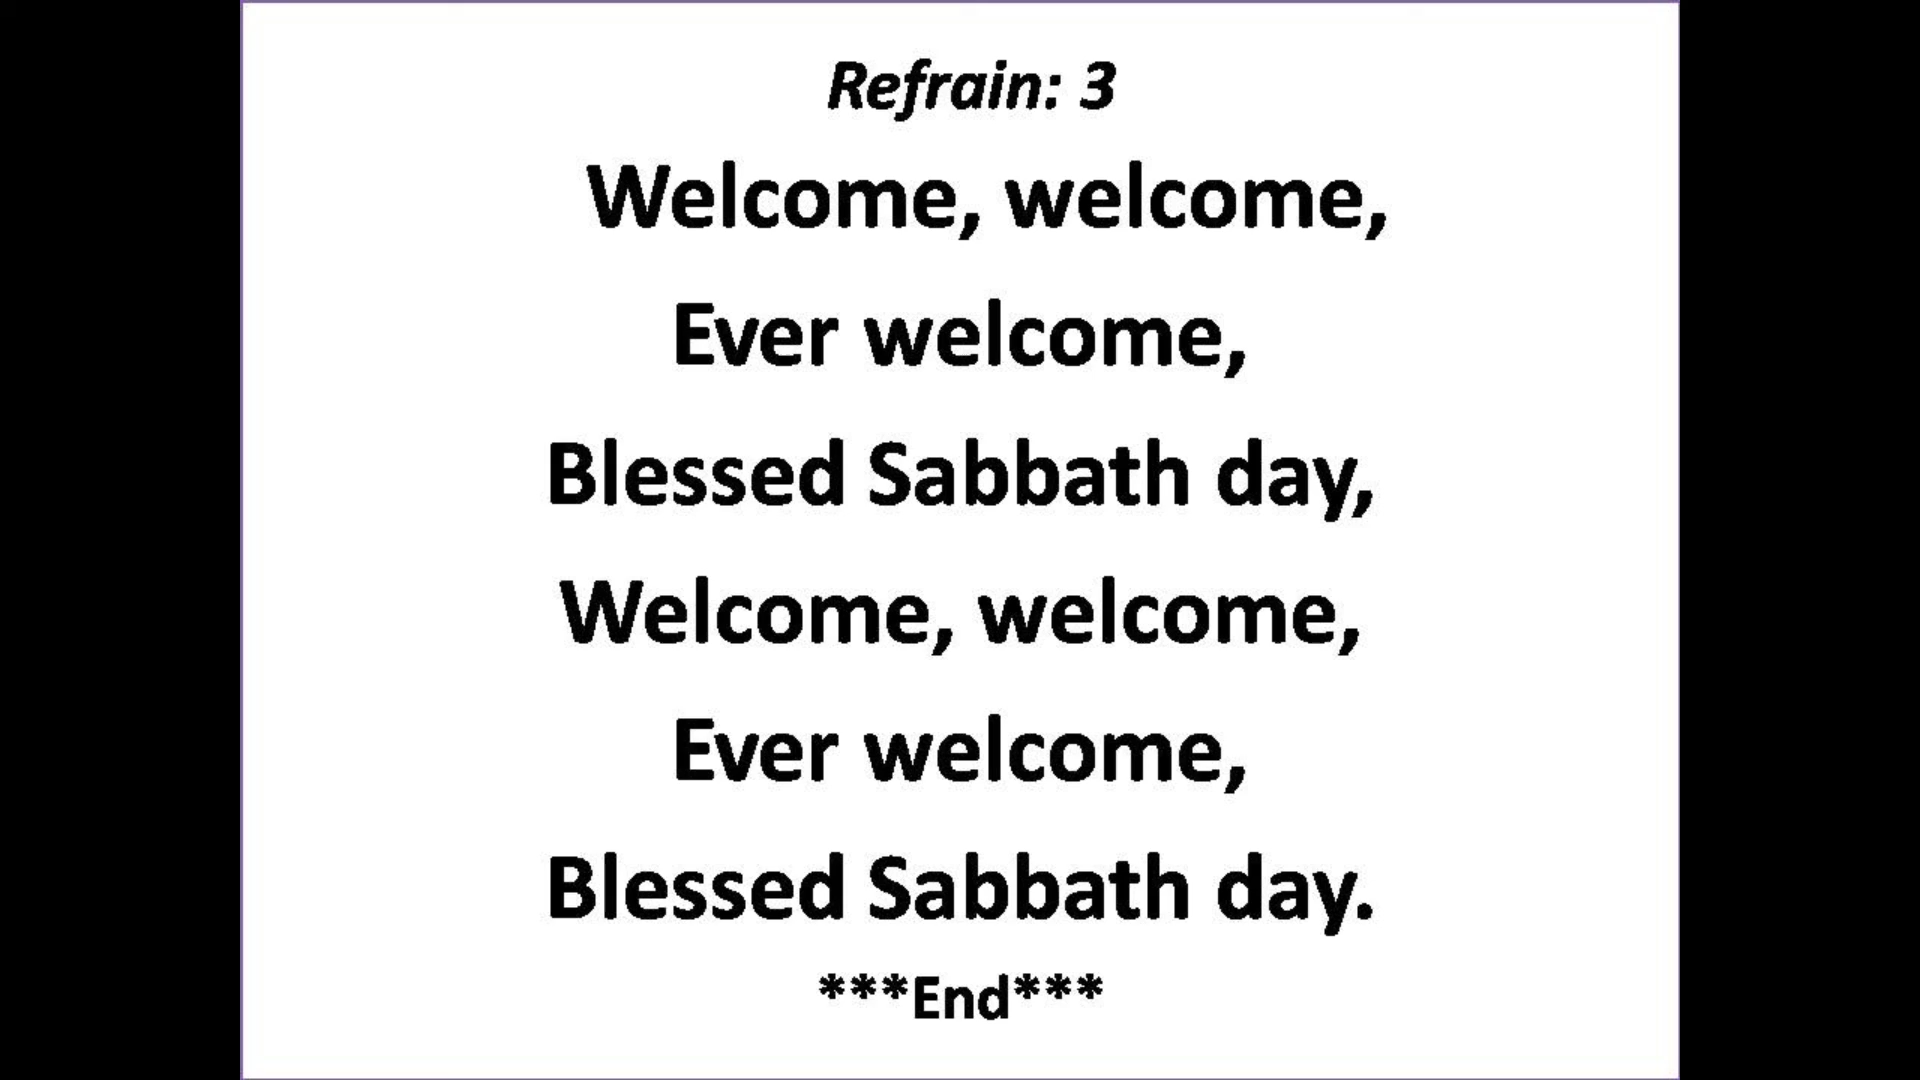 Refrain: 3
Welcome, welcome,
Ever welcome,
Blessed Sabbath day,
Welcome, welcome,
Ever welcome,
Blessed Sabbath day.
***End***